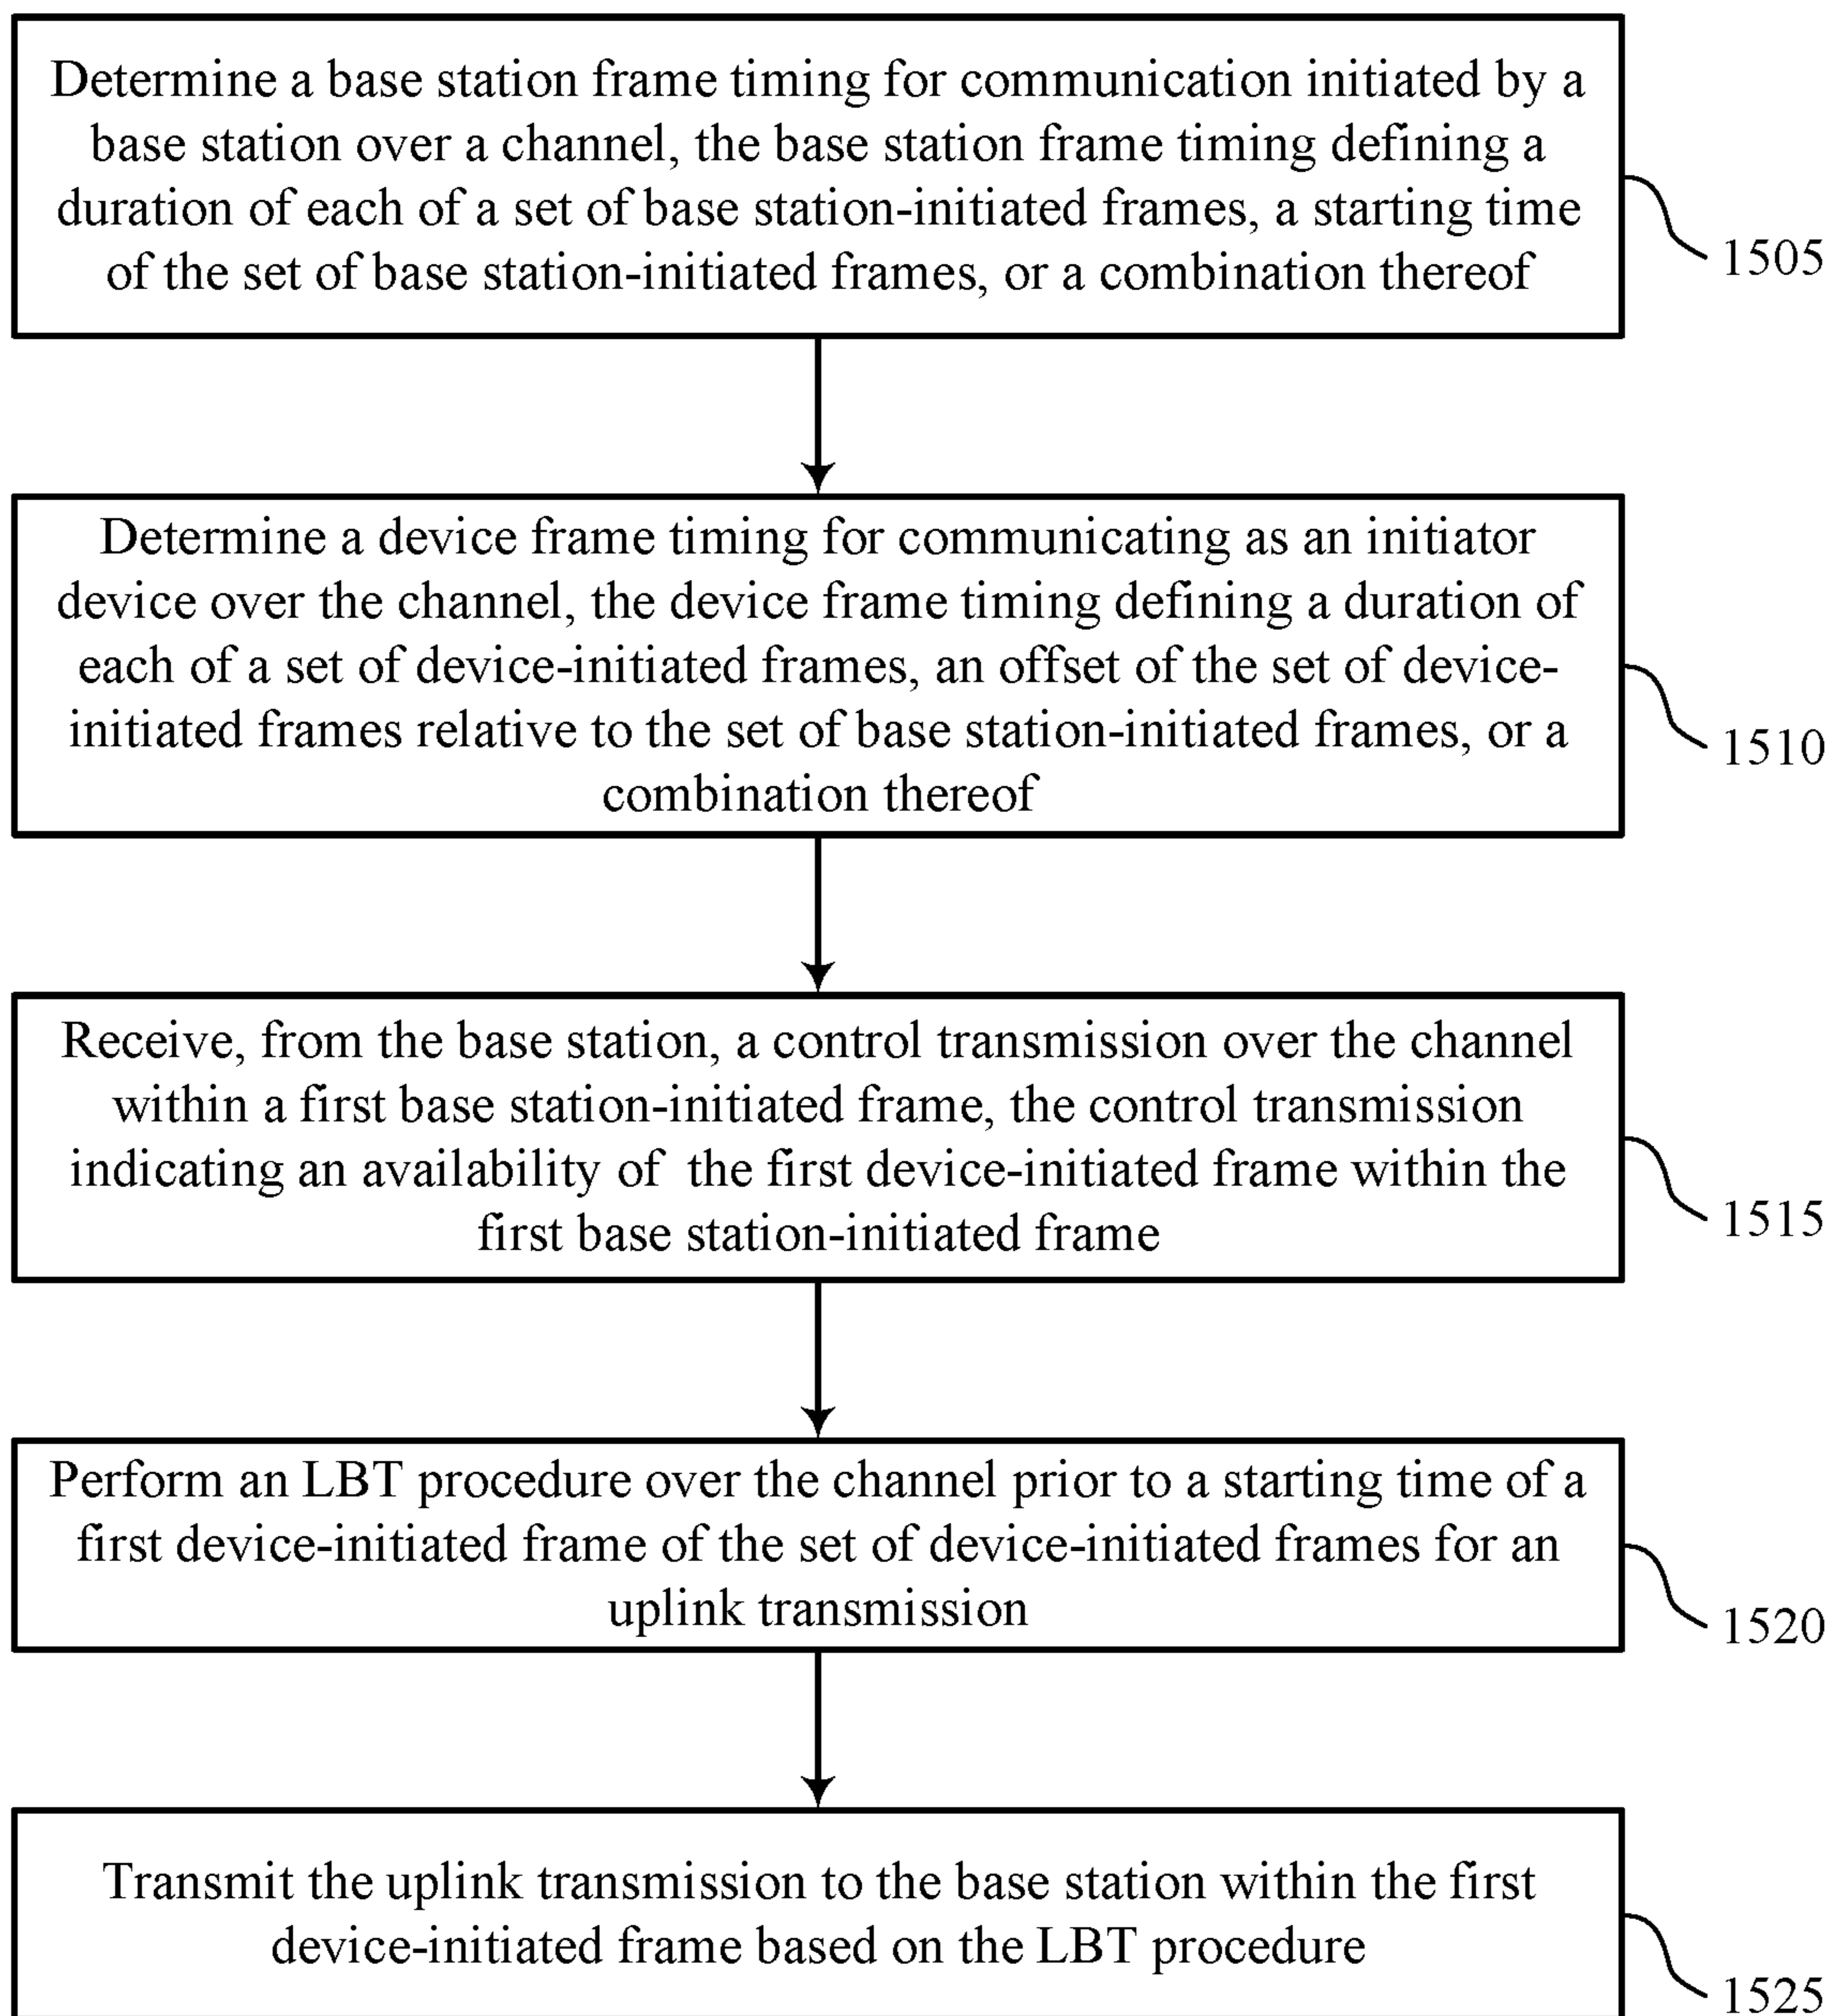 Determine a base station frame timing for communication initiated by a
base station over a channel, the base station frame timing defining a
duration of each of a set of base station-initiated frames, a starting time
of the set of base station-initiated frames, or a combination thereof
1505
Determine a device frame timing for communicating as an initiator
device over the channel, the device frame timing defining a duration of
each of a set of device-initiated frames, an offset of the set of device-
initiated frames relative to the set of base station-initiated frames, or a
combination thereof
1510
Receive, from the base station, a control transmission over the channel
within a first base station-initiated frame, the control transmission
indicating an availability of the first device-initiated frame within the
first base station-initiated frame
1515
Perform an LBT procedure over the channel prior to a starting time of a
first device-initiated frame of the set of device-initiated frames for an
uplink transmission
1520
Transmit the uplink transmission to the base station within the first
device-initiated frame based on the LBT procedure
1525